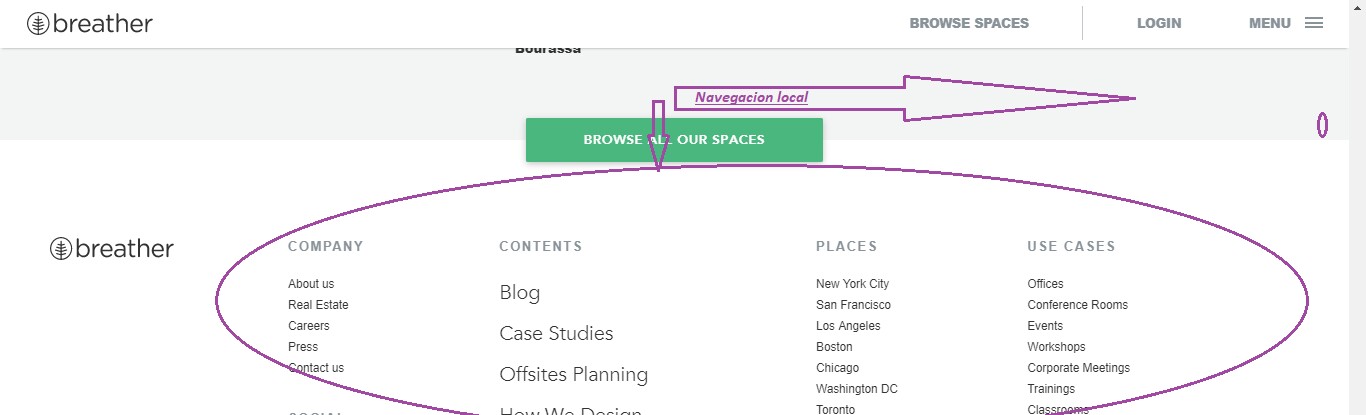 breather
BROWSE SPACES
LOGIN
MENU
Bourassa
Navegacion local
BROWSE ALL OUR SPACES
breather
COMPANY
About us
Real Estate
Careers
Press
Contact us
SOCIAL
CONTENTS
Blog
Case Studies
Offsites Planning
How We Design
PLACES
New York City
San Francisco
Los Angeles
Boston
Chicago
Washington DC
Toronto
USE CASES
Offices
Conference Rooms
Events
Workshops
Corporate Meetings
Trainings
Classrooms